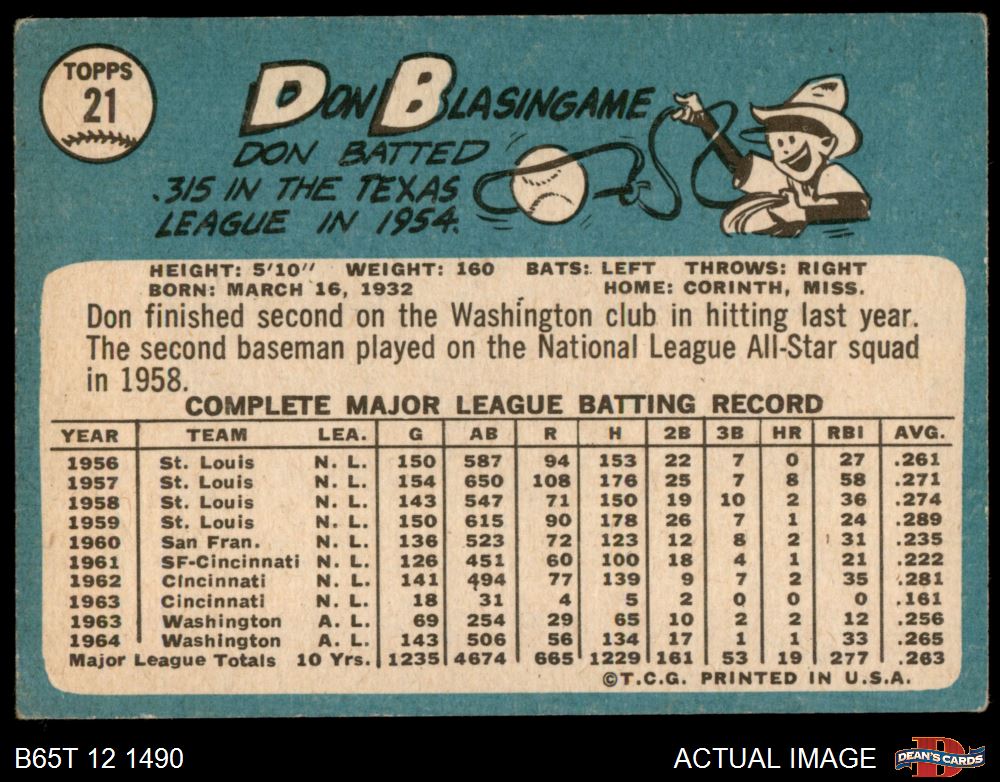 TOPPS
21
DON BLASINGAME
DON BATTED
.315 IN THE TEXAS
LEAGUE IN 1954.
HEIGHT: 5'10" WEIGHT: 160 BATS: LEFT THROWS: RIGHT
BORN: MARCH 16, 1932 HOME: CORINTH, MISS.
Don finished second on the Washington club in hitting last year.
The second baseman played on the National League All-Star squad
in 1958.
COMPLETE MAJOR LEAGUE BATTING RECORD
YEAR TEAM LEA. G AB R H 2B 3B HR RBI AVG.
1956 St. Louis N. L. 150 587 94 153 22 7 0 27 .261
1957 St. Louis N. L. 154 650 108 176 25 7 8 58 .271
1958 St. Louis N. L. 143 547 71 150 19 10 2 36 .274
1959 St. Louis N. L. 150 615 90 178 26 7 1 24 .289
1960 San Fran. N. L. 136 523 72 123 12 8 2 31 .235
1961 SF-Cincinnati N. L. 126 451 60 100 18 4 1 21 .222
1962 Cincinnati N. L. 141 494 77 139 9 7 2 35 .281
1963 Cincinnati N. L. 18 31 4 5 2 0 0 0 .161
1963 Washington A. L. 69 254 29 65 10 2 2 12 .256
1964 Washington A. L. 143 506 56 134 17 1 1 33 .265
Major League Totals 10 Yrs. 1235 4674 665 1229 161 53 19 277 .263
©T.C.G. PRINTED IN U.S.A.
B65T 12 1490
ACTUAL IMAGE
D
DEAN'S CARDS